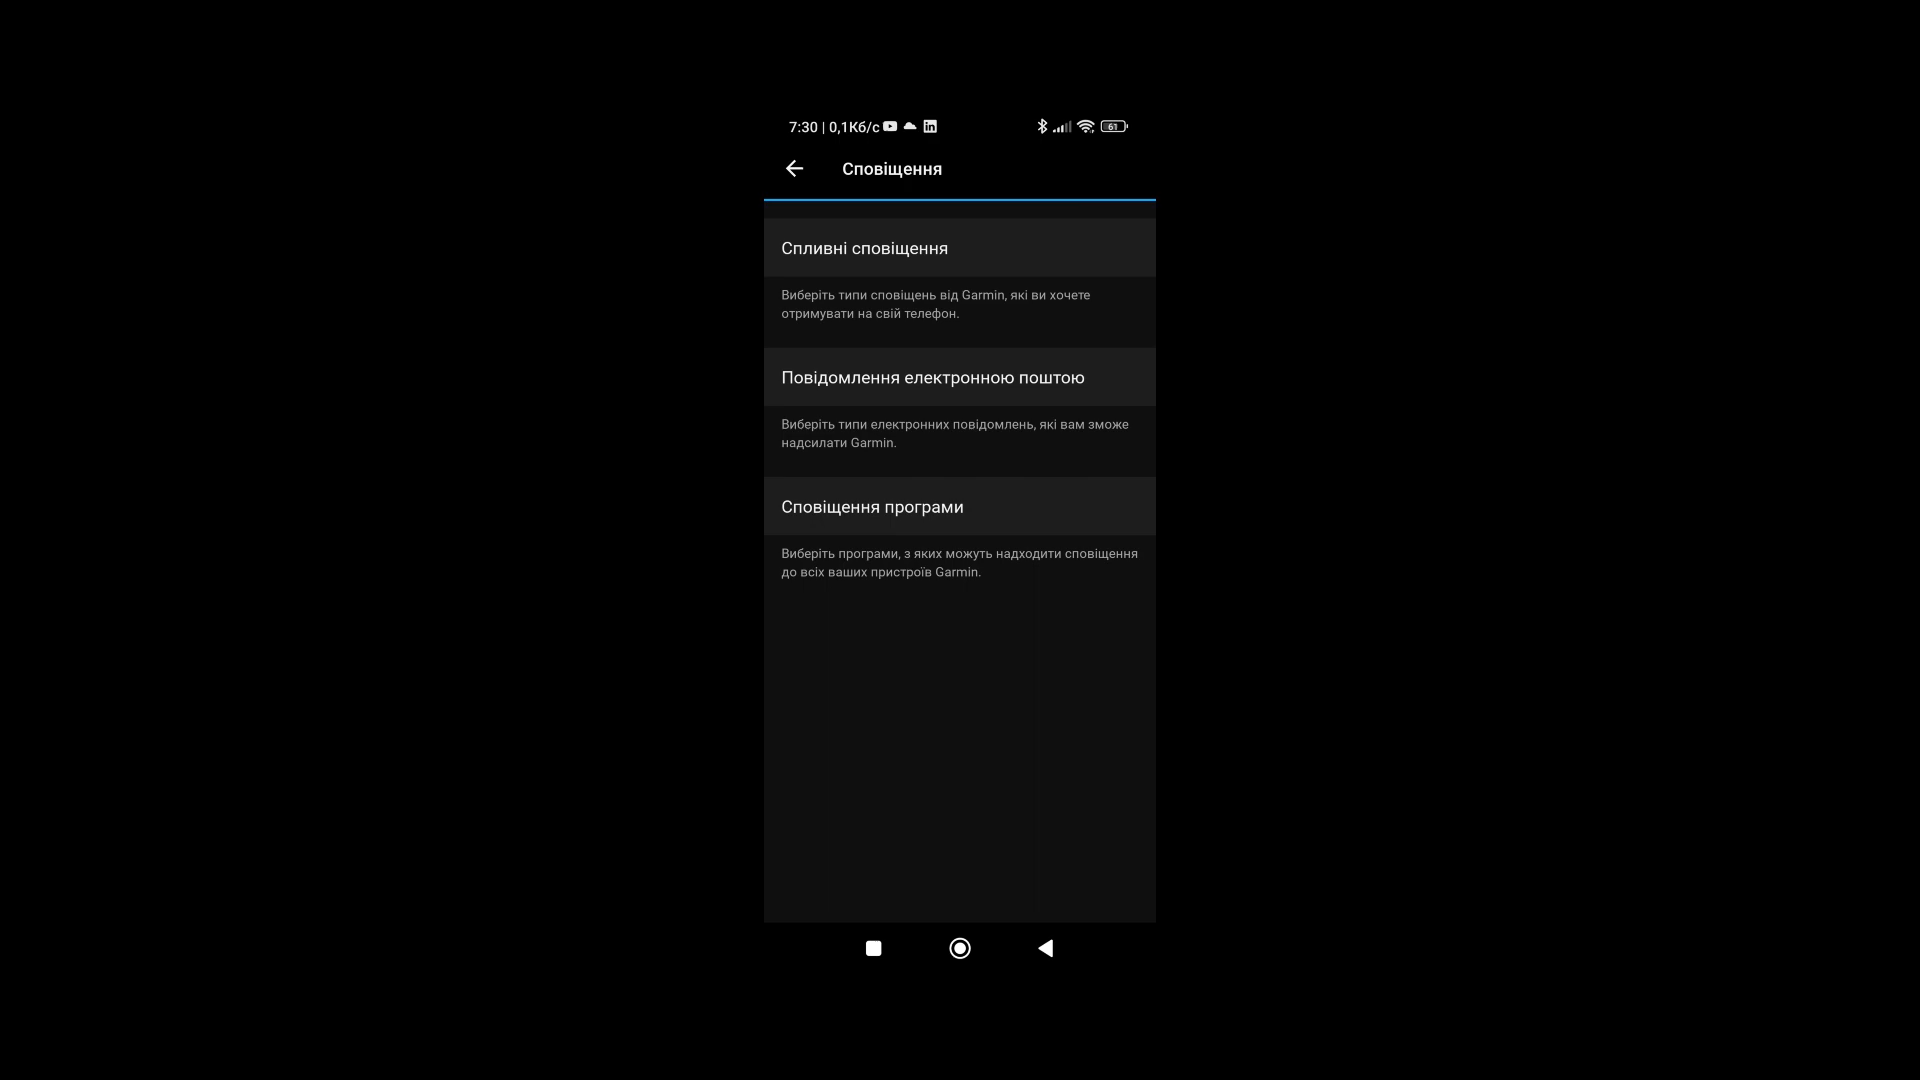 7:30 | 0,1Кб/с
61
Сповіщення
Спливні сповіщення
Виберіть типи сповіщень від Garmin, які ви хочете
отримувати на свій телефон.
Повідомлення електронною поштою
Виберіть типи електронних повідомлень, які вам зможе
надсилати Garmin.
Сповіщення програми
Виберіть програми, з яких можуть надходити сповіщення
до всіх ваших пристроїв Garmin.